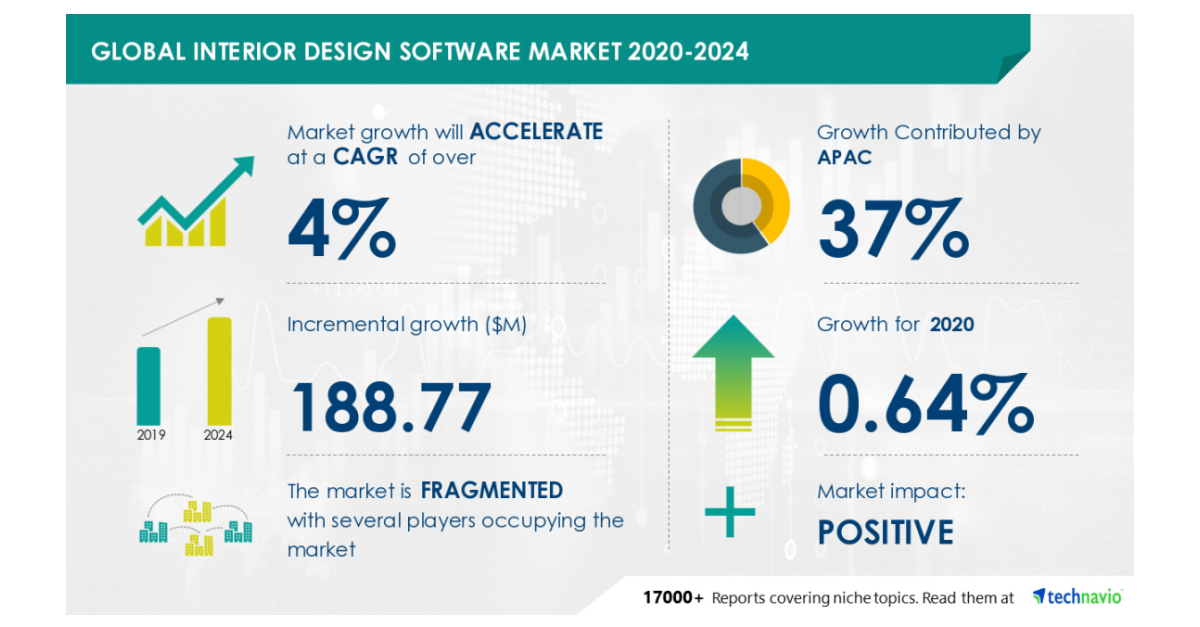 GLOBAL INTERIOR DESIGN SOFTWARE MARKET 2020-2024
Market growth will ACCELERATE
at a CAGR of over
4%
Incremental growth ($M)
188.77
2019
2024
The market is FRAGMENTED
with several players occupying the
market
Growth Contributed by
APAC
37%
Growth for 2020
0.64%
Market impact:
POSITIVE
17000+ Reports covering niche topics. Read them at
technavio